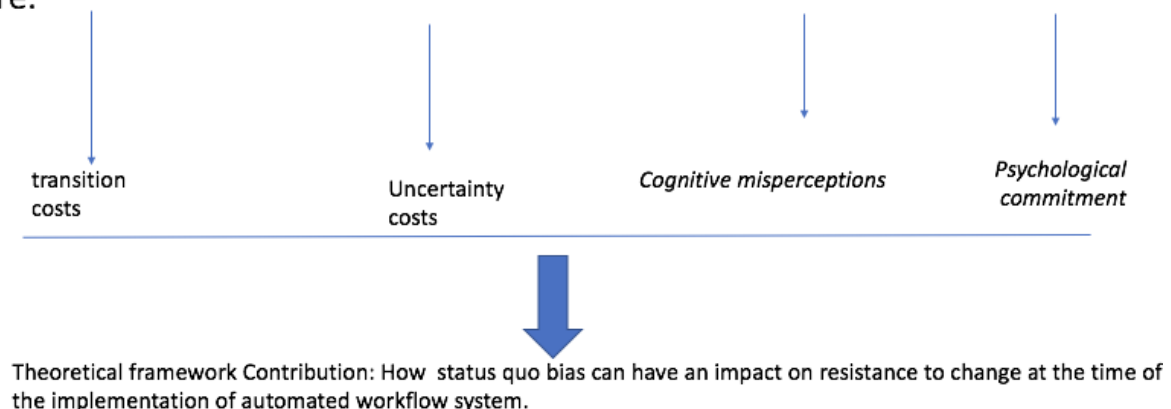 transition
costs
Uncertainty
costs
Cognitive misperceptions
Psychological
commitment
Theoretical framework Contribution: How status quo bias can have an impact on resistance to change at the time of
the implementation of automated workflow system.